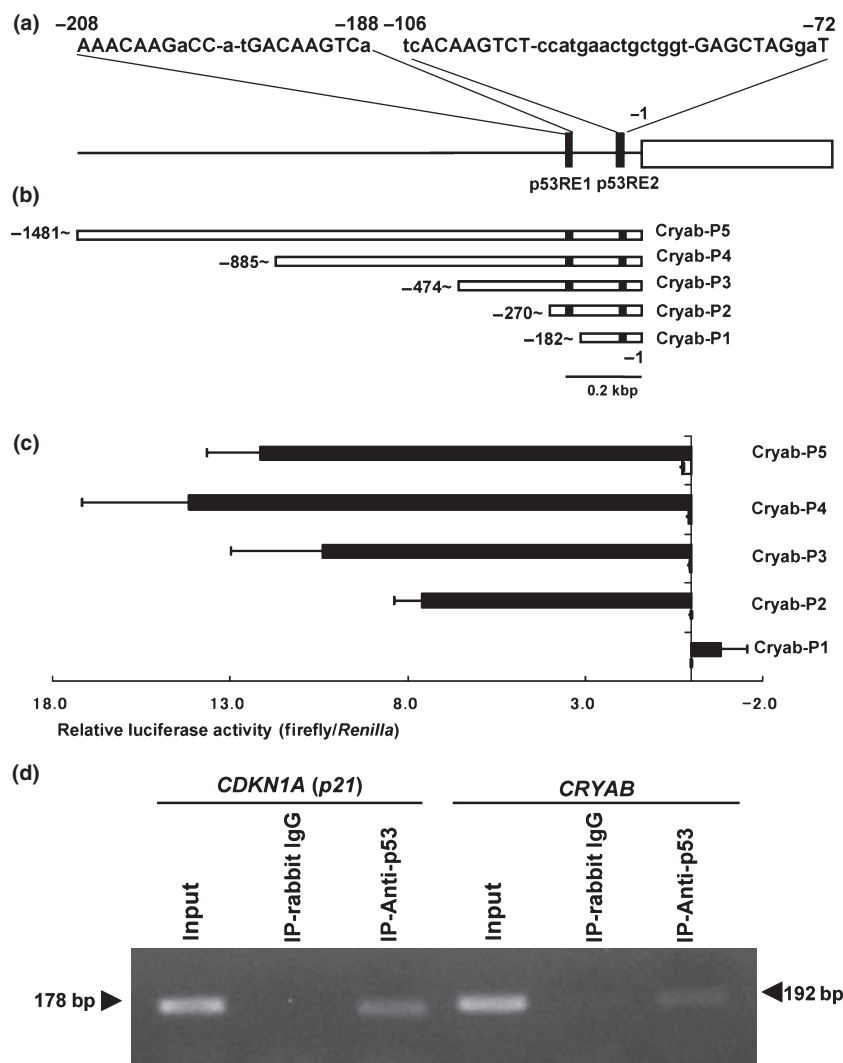 (a)
–208 –188 –106 –72
AAACAAGaCC-a-tGACAAGTCa tcACAAGTCT-ccatgaactgctggt-GAGCTAGgaT
–1
p53RE1 p53RE2
(b)
–1481~ Cryab-P5
–885~ Cryab-P4
–474~ Cryab-P3
–270~ Cryab-P2
–182~ Cryab-P1
–1
0.2 kbp
(c)
Cryab-P5
Cryab-P4
Cryab-P3
Cryab-P2
Cryab-P1
18.0 13.0 8.0 3.0 –2.0
Relative luciferase activity (firefly/Renilla)
(d)
CDKN1A (p21) CRYAB
Input IP-rabbit IgG IP-Anti-p53 Input IP-rabbit IgG IP-Anti-p53
178 bp 192 bp